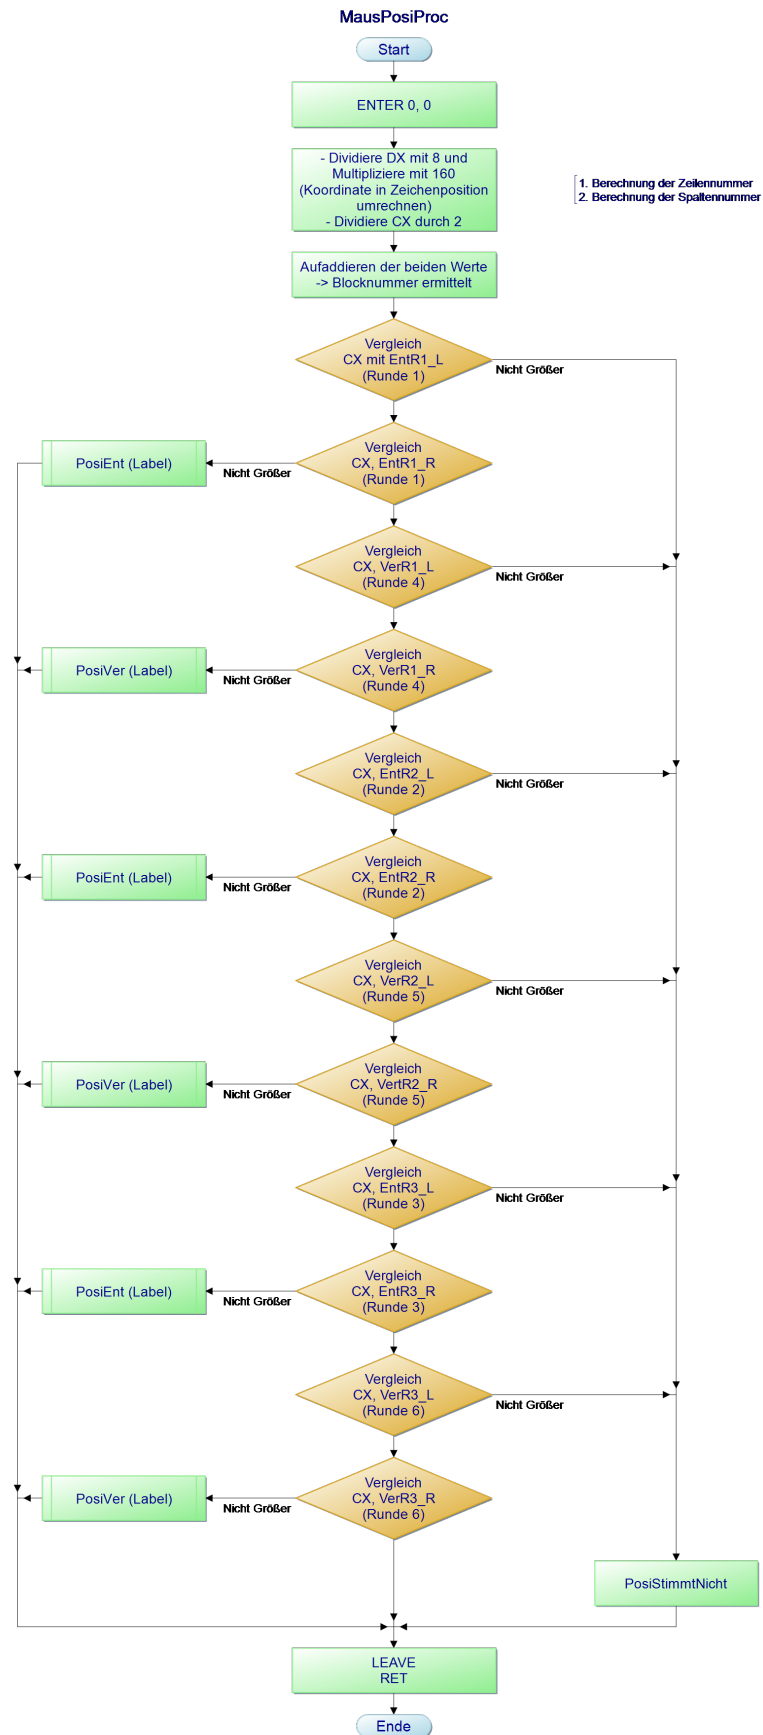 MausPosiProc
Start
ENTER 0, 0
- Dividiere DX mit 8 und
Multipliziere mit 160
(Koordinate in Zeichenposition
umrechnen)
- Dividiere CX durch 2
1. Berechnung der Zeilennummer
2. Berechnung der Spaltennummer
Aufaddieren der beiden Werte
-> Blocknummer ermittelt
Vergleich
CX mit EntR1_L
(Runde 1)
Nicht Größer
Vergleich
CX, EntR1_R
(Runde 1)
Nicht Größer
PosiEnt (Label)
Vergleich
CX, VerR1_L
(Runde 4)
Nicht Größer
Vergleich
CX, VerR1_R
(Runde 4)
Nicht Größer
PosiVer (Label)
Vergleich
CX, EntR2_L
(Runde 2)
Nicht Größer
Vergleich
CX, EntR2_R
(Runde 2)
Nicht Größer
PosiEnt (Label)
Vergleich
CX, VerR2_L
(Runde 5)
Nicht Größer
Vergleich
CX, VertR2_R
(Runde 5)
Nicht Größer
PosiVer (Label)
Vergleich
CX, EntR3_L
(Runde 3)
Nicht Größer
Vergleich
CX, EntR3_R
(Runde 3)
Nicht Größer
PosiEnt (Label)
Vergleich
CX, VerR3_L
(Runde 6)
Nicht Größer
Vergleich
CX, VerR3_R
(Runde 6)
Nicht Größer
PosiVer (Label)
PosiStimmtNicht
LEAVE
RET
Ende